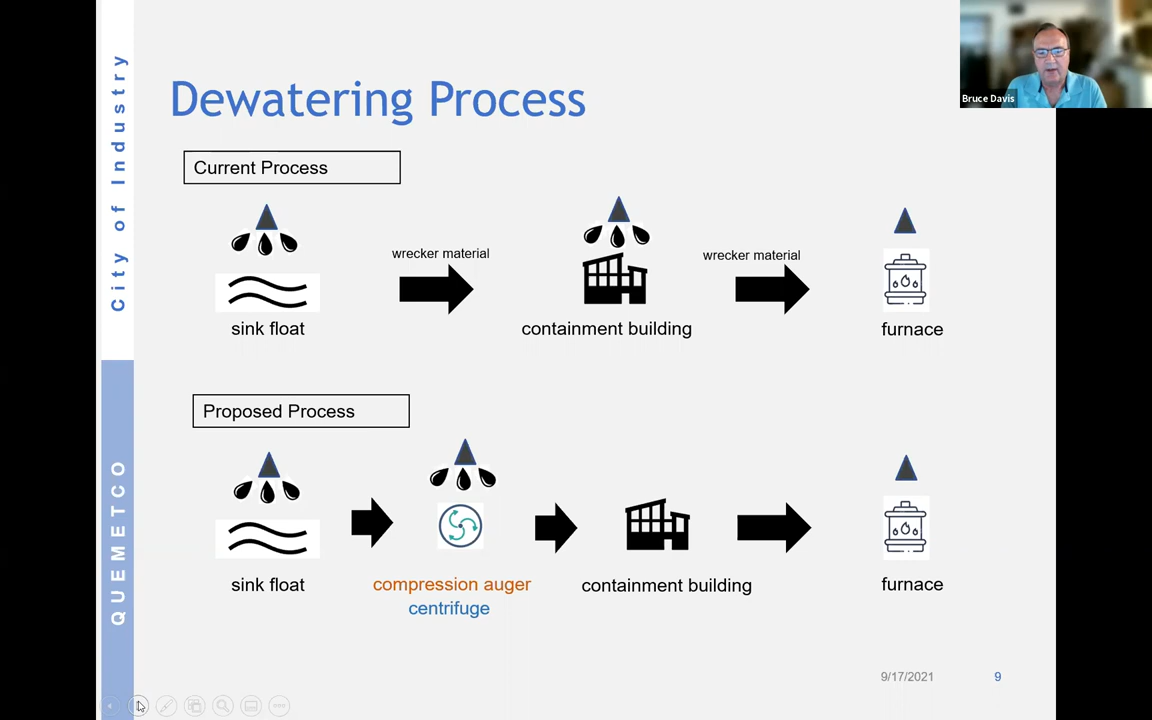 City of Industry
QUEMETCO
Dewatering Process
Bruce Davis
Current Process
wrecker material
wrecker material
sink float
containment building
furnace
Proposed Process
sink float
compression auger
centrifuge
containment building
furnace
9/17/2021
9